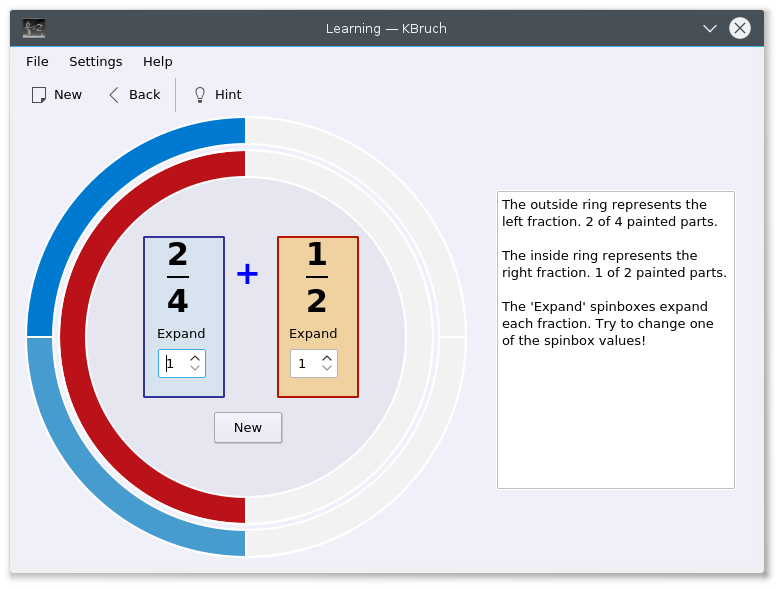 Learning — KBruch
File Settings Help
New Back Hint
2
4
+
1
2
Expand
Expand
1
1
New
The outside ring represents the
left fraction. 2 of 4 painted parts.
The inside ring represents the
right fraction. 1 of 2 painted parts.
The 'Expand' spinboxes expand
each fraction. Try to change one
of the spinbox values!